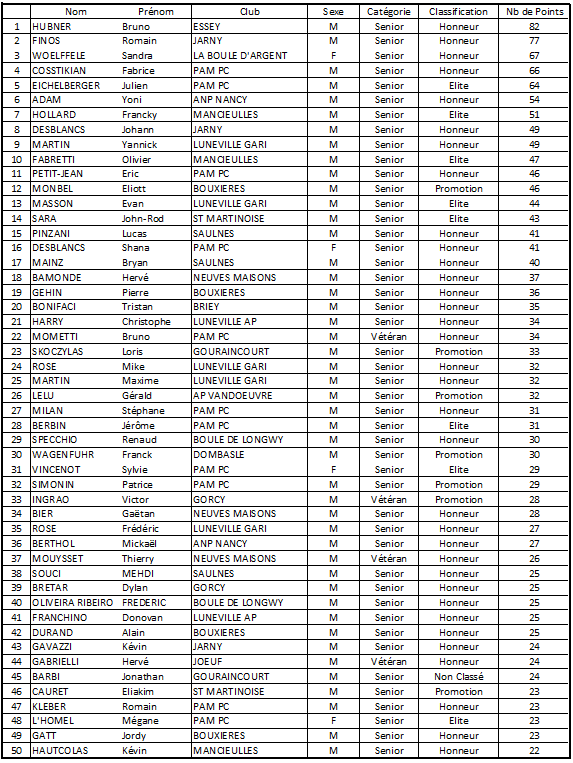 Nom Prénom Club Sexe Catégorie Classification Nb de Points
1 HUBNER Bruno ESSEY M Senior Honneur 82
2 FINOS Romain JARNY M Senior Honneur 77
3 WOELFFELE Sandra LA BOULE D'ARGENT F Senior Honneur 67
4 COSSTIKIAN Fabrice PAM PC M Senior Honneur 66
5 EICHELBERGER Julien PAM PC M Senior Elite 64
6 ADAM Yoni ANP NANCY M Senior Honneur 54
7 HOLLARD Francky MANCIEULLES M Senior Elite 51
8 DESBLANCS Johann JARNY M Senior Honneur 49
9 MARTIN Yannick LUNEVILLE GARI M Senior Honneur 49
10 FABRETTI Olivier MANCIEULLES M Senior Elite 47
11 PETIT-JEAN Eric PAM PC M Senior Honneur 46
12 MONBEL Eliott BOUXIERES M Senior Promotion 46
13 MASSON Evan LUNEVILLE GARI M Senior Elite 44
14 SARA John-Rod ST MARTINOISE M Senior Elite 43
15 PINZANI Lucas SAULNES M Senior Honneur 41
16 DESBLANCS Shana PAM PC F Senior Honneur 41
17 MAINZ Bryan SAULNES M Senior Honneur 40
18 BAMONDE Hervé NEUVES MAISONS M Senior Honneur 37
19 GEHIN Pierre BOUXIERES M Senior Honneur 36
20 BONIFACI Tristan BRIEY M Senior Honneur 35
21 HARRY Christophe LUNEVILLE AP M Senior Honneur 34
22 MOMETTI Bruno PAM PC M Vétéran Honneur 34
23 SKOCZYLAS Loris GOURAINCOURT M Senior Promotion 33
24 ROSE Mike LUNEVILLE GARI M Senior Honneur 32
25 MARTIN Maxime LUNEVILLE GARI M Senior Honneur 32
26 LELU Gérald AP VANDOEUVRE M Senior Promotion 32
27 MILAN Stéphane PAM PC M Senior Honneur 31
28 BERBIN Jérôme PAM PC M Senior Elite 31
29 SPECCHIO Renaud BOULE DE LONGWY M Senior Honneur 30
30 WAGENFUHR Franck DOMBASLE M Senior Promotion 30
31 VINCENOT Sylvie PAM PC F Senior Elite 29
32 SIMONIN Patrice PAM PC M Senior Promotion 29
33 INGRAO Victor GORCY M Vétéran Promotion 28
34 BIER Gaëtan NEUVES MAISONS M Senior Honneur 28
35 ROSE Frédéric LUNEVILLE GARI M Senior Honneur 27
36 BERTHOL Mickaël ANP NANCY M Senior Honneur 27
37 MOUYSSET Thierry NEUVES MAISONS M Vétéran Honneur 26
38 SOUCI MEHDI SAULNES M Senior Honneur 25
39 BRETAR Dylan GORCY M Senior Honneur 25
40 OLIVEIRA RIBEIRO FREDERIC BOULE DE LONGWY M Senior Honneur 25
41 FRANCHINO Donovan LUNEVILLE AP M Senior Honneur 25
42 DURAND Alain BOUXIERES M Senior Honneur 25
43 GAVAZZI Kévin JARNY M Senior Honneur 24
44 GABRIELLI Hervé JOEUF M Vétéran Honneur 24
45 BARBI Jonathan GOURAINCOURT M Senior Non Classé 24
46 CAURET Eliakim ST MARTINOISE M Senior Promotion 23
47 KLEBER Romain PAM PC M Senior Honneur 23
48 L'HOMEL Mégane PAM PC F Senior Elite 23
49 GATT Jordy BOUXIERES M Senior Honneur 23
50 HAUTCOLAS Kévin MANCIEULLES M Senior Honneur 22